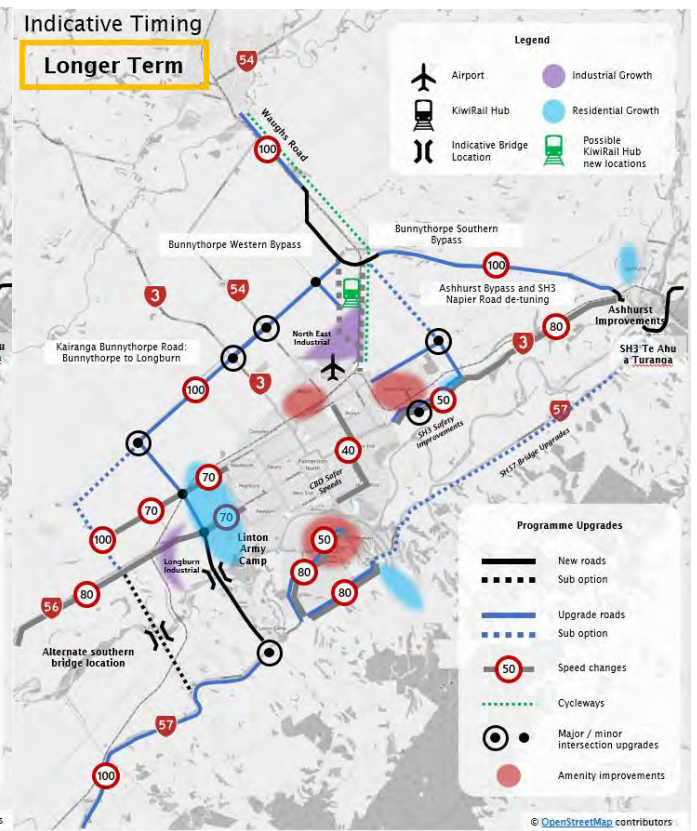 Indicative Timing
Longer Term
Legend
Airport
Industrial Growth
KiwiRail Hub
Residential Growth
Indicative Bridge
Location
Possible
KiwiRail Hub
new locations
54
Waughs Road
100
Bunnythorpe Western Bypass
Bunnythorpe Southern
Bypass
100
54
3
Ashhurst Bypass and SH3
Napier Road de-tuning
Ashhurst
Improvements
80
3
SH3 Te Ahu
a Turanga
North East
Industrial
Kairanga Bunnythorpe Road:
Bunnythorpe to Longburn
100
3
50
SH3 Safety
Improvements
57
SH57 Bridge Upgrades
40
Palmerston
North
CBD Safer
Speeds
70
70
70
100
Linton
Army
Camp
50
Longburn
Industrial
80
80
80
56
Alternate southern
bridge location
57
100
Programme Upgrades
New roads
Sub option
Upgrade roads
Sub option
50
Speed changes
Cycleways
Major / minor
intersection upgrades
Amenity improvements
s
© OpenStreetMap contributors